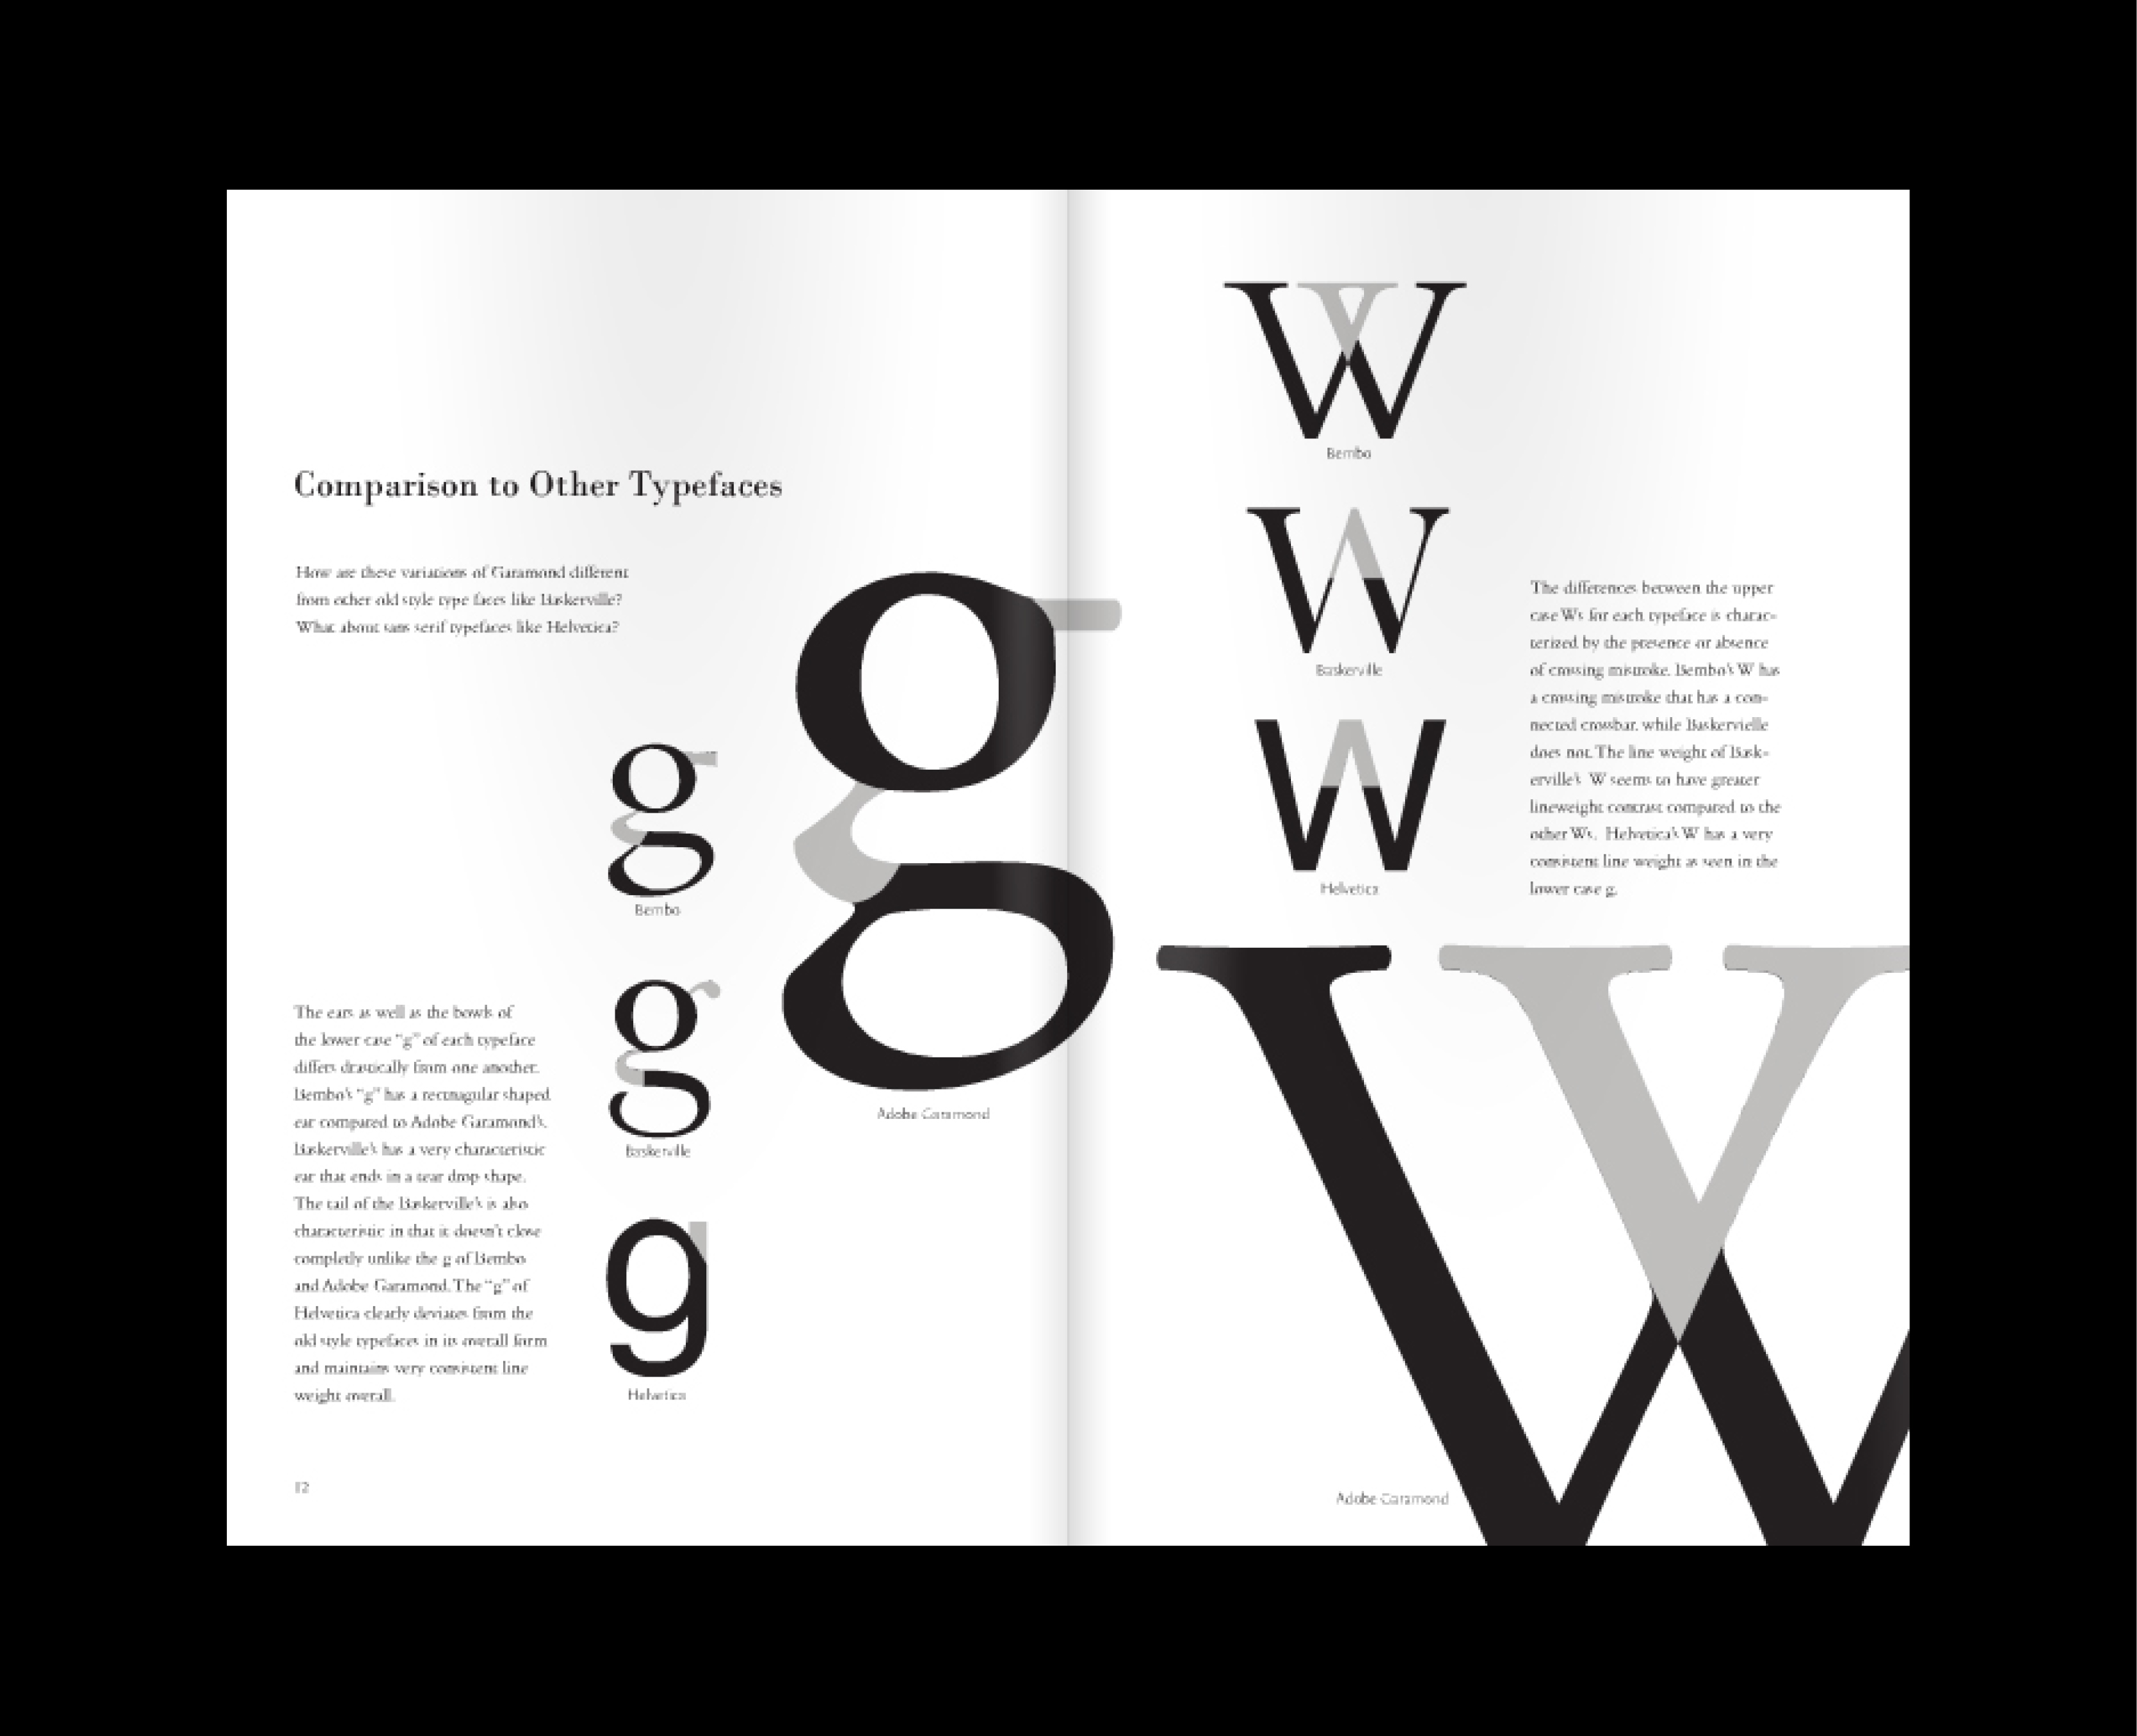 Comparison to Other Typefaces
How are these variations of Garamond different
from other old style type faces like Baskerville?
What about sans serif typefaces like Helvetica?
g
Bembo
g
Baskerville
g
Helvetica
g
Adobe Garamond
The ears as well as the bowls of
the lower case “g” of each typeface
differs drastically from one another.
Bembo’s “g” has a rectnagular shaped
ear compared to Adobe Garamond’s.
Baskerville’s has a very characteristic
ear that ends in a tear drop shape.
The tail of the Baskerville’s is also
characteristic in that it doesn’t close
completly unlike the g of Bembo
and Adobe Garamond. The “g” of
Helvetica clearly deviates from the
old style typefaces in its overall form
and maintains very consistent line
weight overall.
12
W
Bembo
W
Baskerville
W
Helvetica
The differences between the upper
case Ws for each typeface is charac-
terized by the presence or absence
of crossing mistroke. Bembo’s W has
a crossing mistroke that has a con-
nected crossbar. while Baskervielle
does not. The line weight of Bask-
erville’s W seems to have greater
lineweight contrast compared to the
other Ws. Helvetica’s W has a very
consistent line weight as seen in the
lower case g.
W
Adobe Garamond